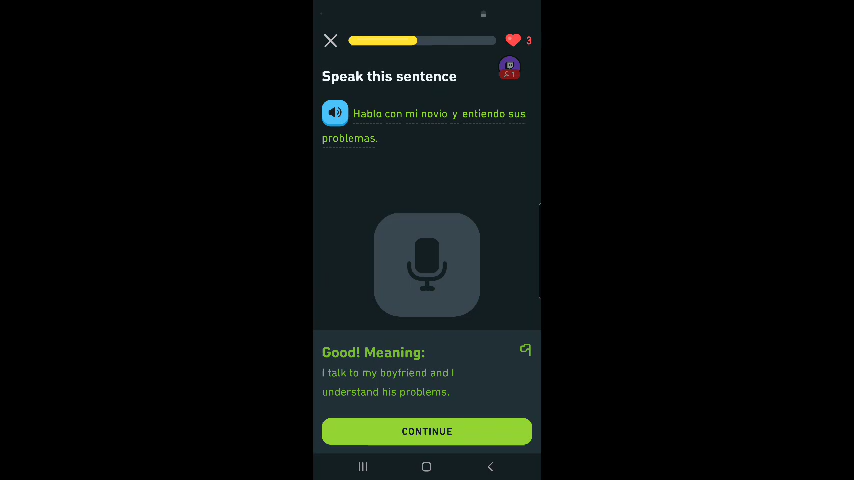 3
Speak this sentence
1
Hablo con mi novio y entiendo sus
problemas.
Good! Meaning:
I talk to my boyfriend and I
understand his problems.
CONTINUE